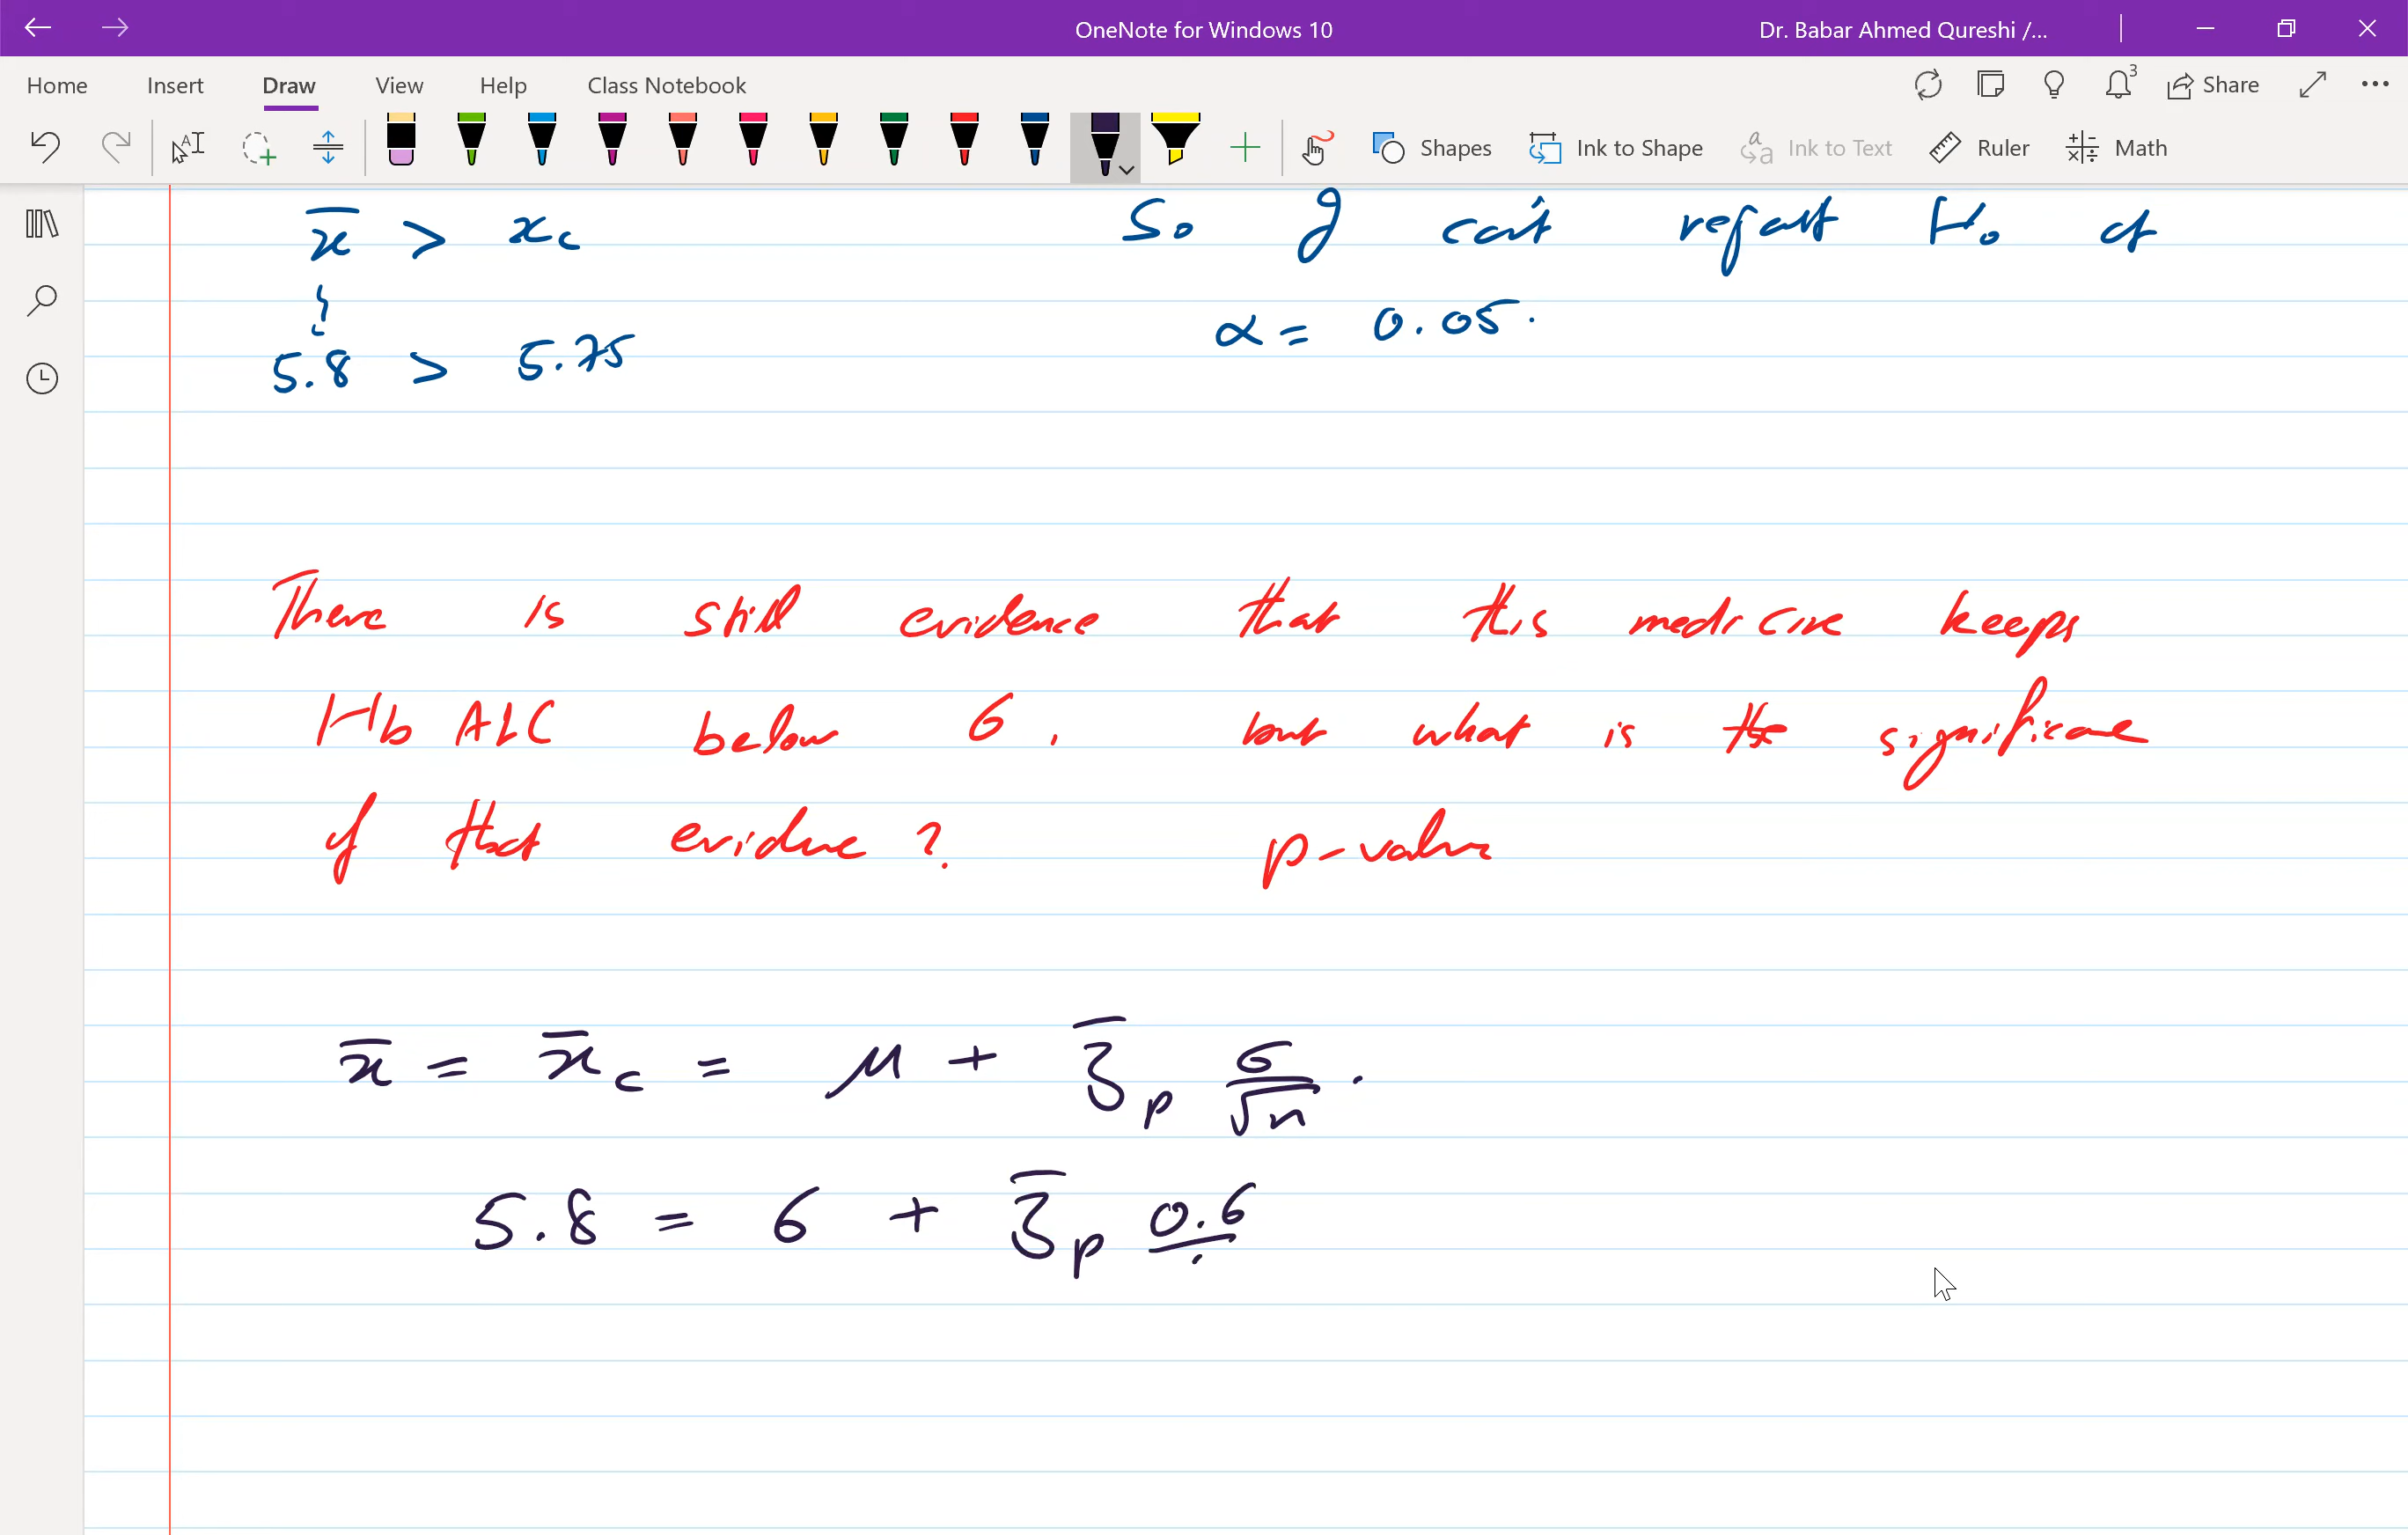 OneNote for Windows 10
Dr. Babar Ahmed Qureshi /...
Home Insert Draw View Help Class Notebook
3 Share
Shapes Ink to Shape Ink to Text Ruler Math
x̄ > xc So I can't reject H₀ at
α = 0.05.
5.8 > 5.75
There is still evidence that this medicine keeps
Hb A1C below 6. but what is the significance
of that evidence? p-value
x̄ = x̄c = μ + z̄p σ/√n.
5.8 = 6 + z̄p 0.6